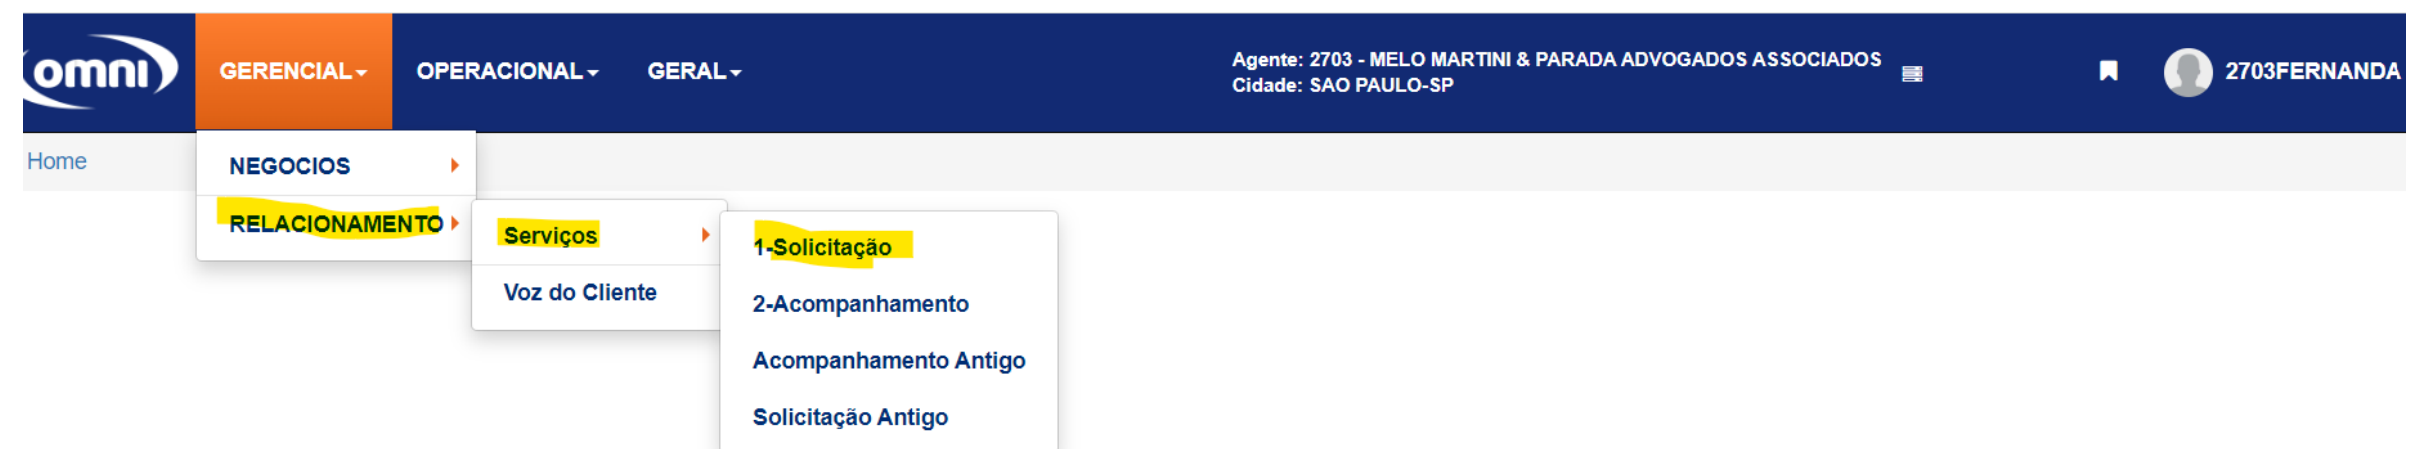 omni
GERENCIAL
OPERACIONAL
GERAL
Agente: 2703 - MELO MARTINI & PARADA ADVOGADOS ASSOCIADOS
Cidade: SAO PAULO-SP
2703FERNANDA
Home
NEGOCIOS
RELACIONAMENTO
Serviços
Voz do Cliente
1-Solicitação
2-Acompanhamento
Acompanhamento Antigo
Solicitação Antigo